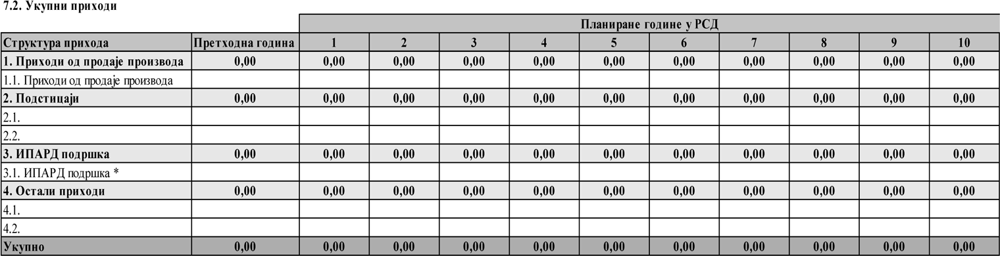 7.2. Укупни приходи
Планиране године у РСД
Структура прихода Претходна година 1 2 3 4 5 6 7 8 9 10
1. Приходи од продаје производа 0,00 0,00 0,00 0,00 0,00 0,00 0,00 0,00 0,00 0,00 0,00
1.1. Приходи од продаје производа
2. Подстицаји 0,00 0,00 0,00 0,00 0,00 0,00 0,00 0,00 0,00 0,00 0,00
2.1.
2.2.
3. ИПАРД подршка 0,00 0,00 0,00 0,00 0,00 0,00 0,00 0,00 0,00 0,00 0,00
3.1. ИПАРД подршка *
4. Остали приходи 0,00 0,00 0,00 0,00 0,00 0,00 0,00 0,00 0,00 0,00 0,00
4.1.
4.2.
Укупно 0,00 0,00 0,00 0,00 0,00 0,00 0,00 0,00 0,00 0,00 0,00